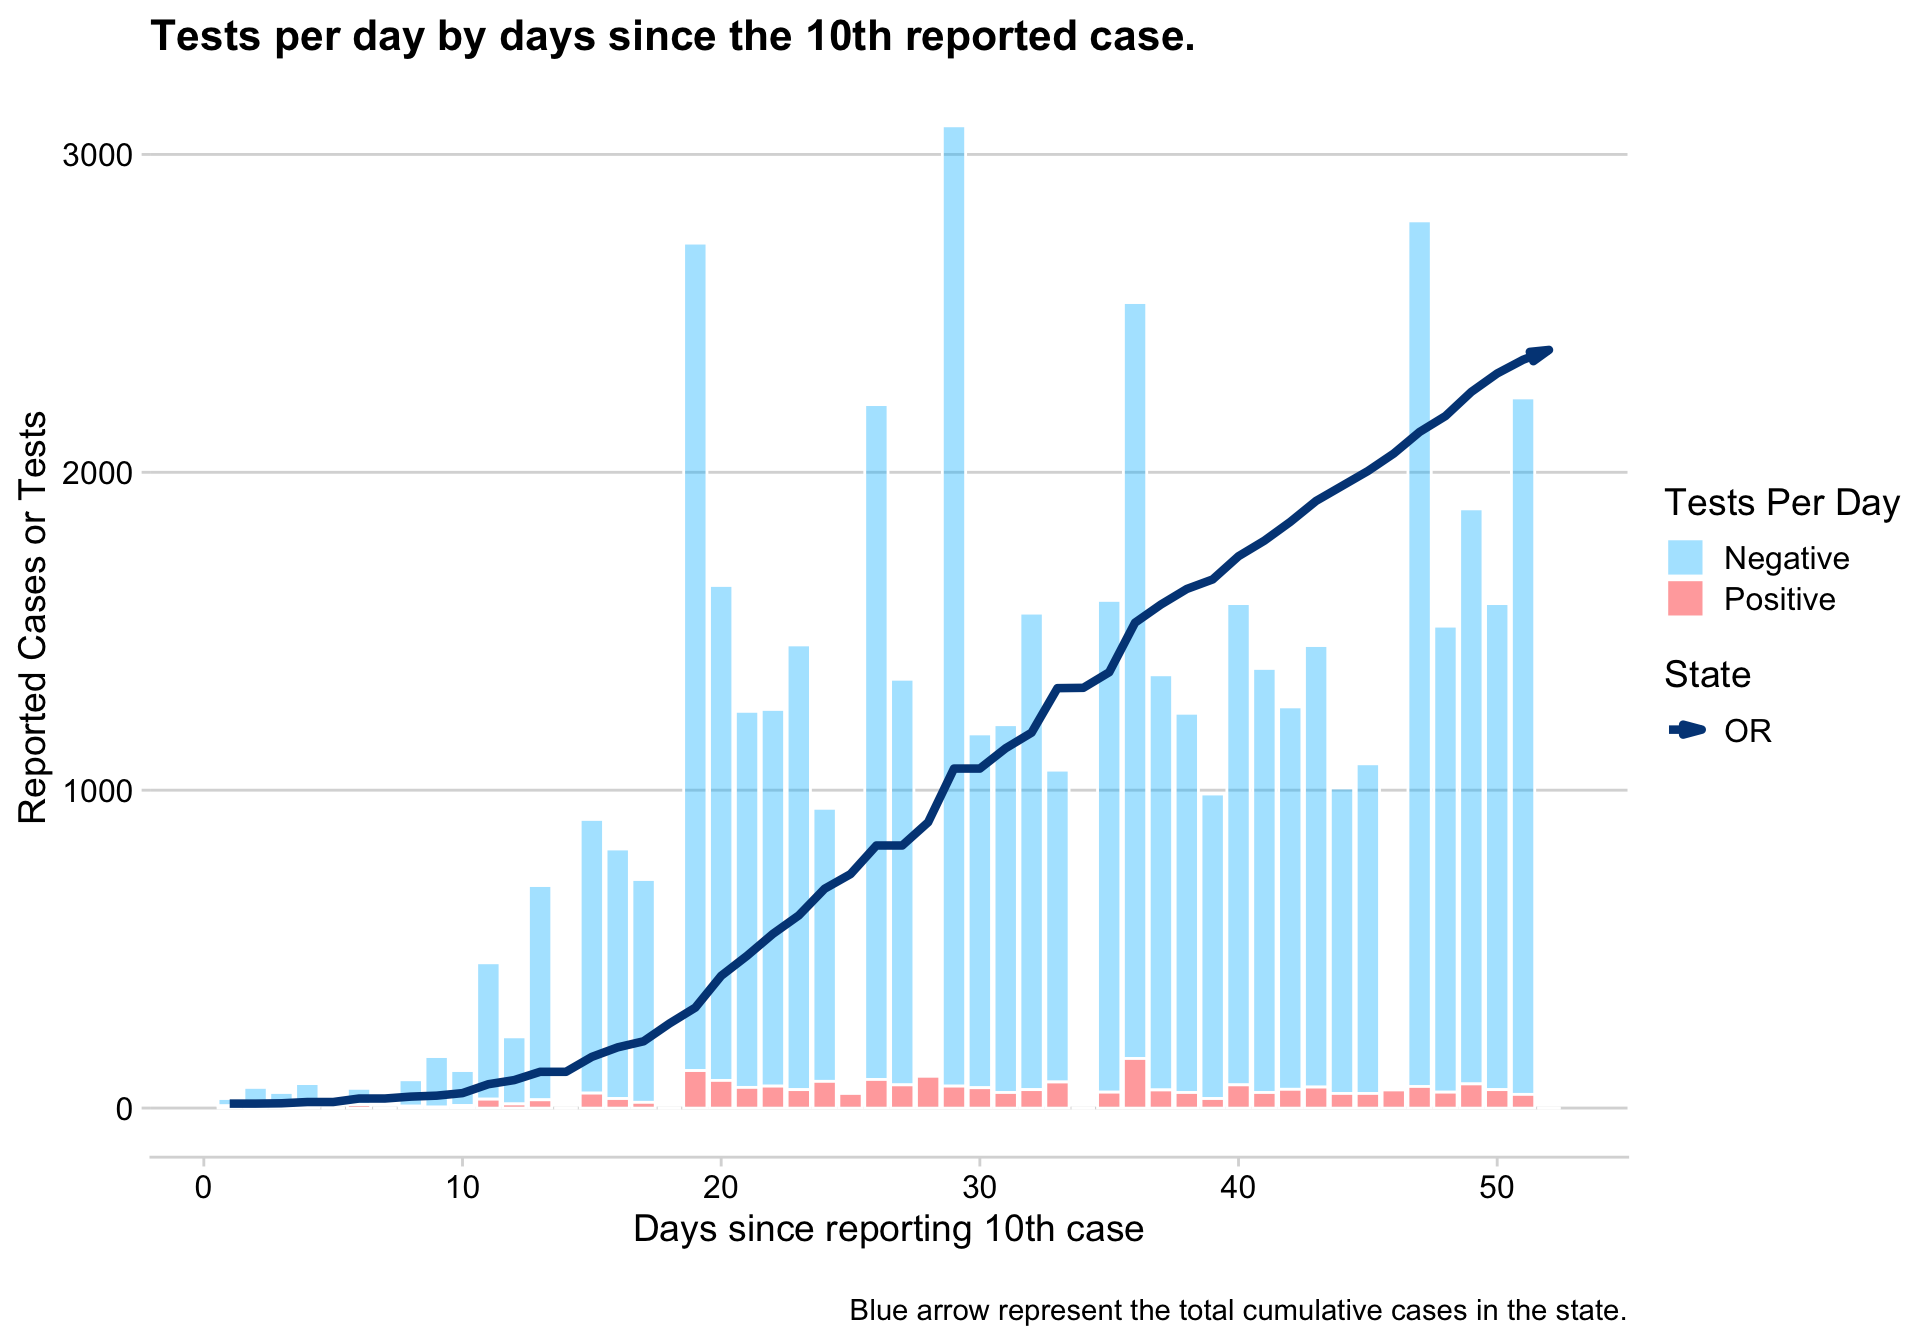 Tests per day by days since the 10th reported case.
3000
2000
1000
0
Reported Cases or Tests
0 10 20 30 40 50
Days since reporting 10th case
Tests Per Day
Negative
Positive
State
OR
Blue arrow represent the total cumulative cases in the state.